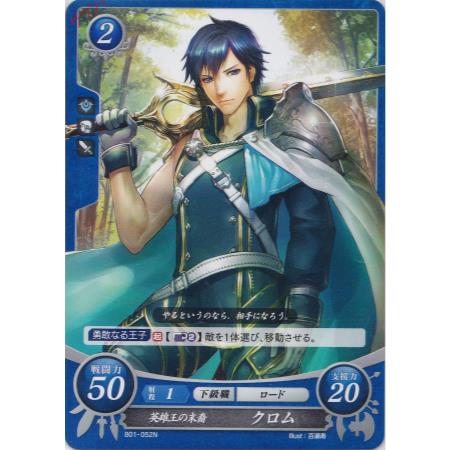 2
やるというのなら、相手になろう。
勇敢なる王子 起【2】敵を1体選び、移動させる。
戦闘力 50 射程 1 下級職 ロード 支援力 20
英雄王の末裔 クロム
B01-052N Illust:百瀬寿